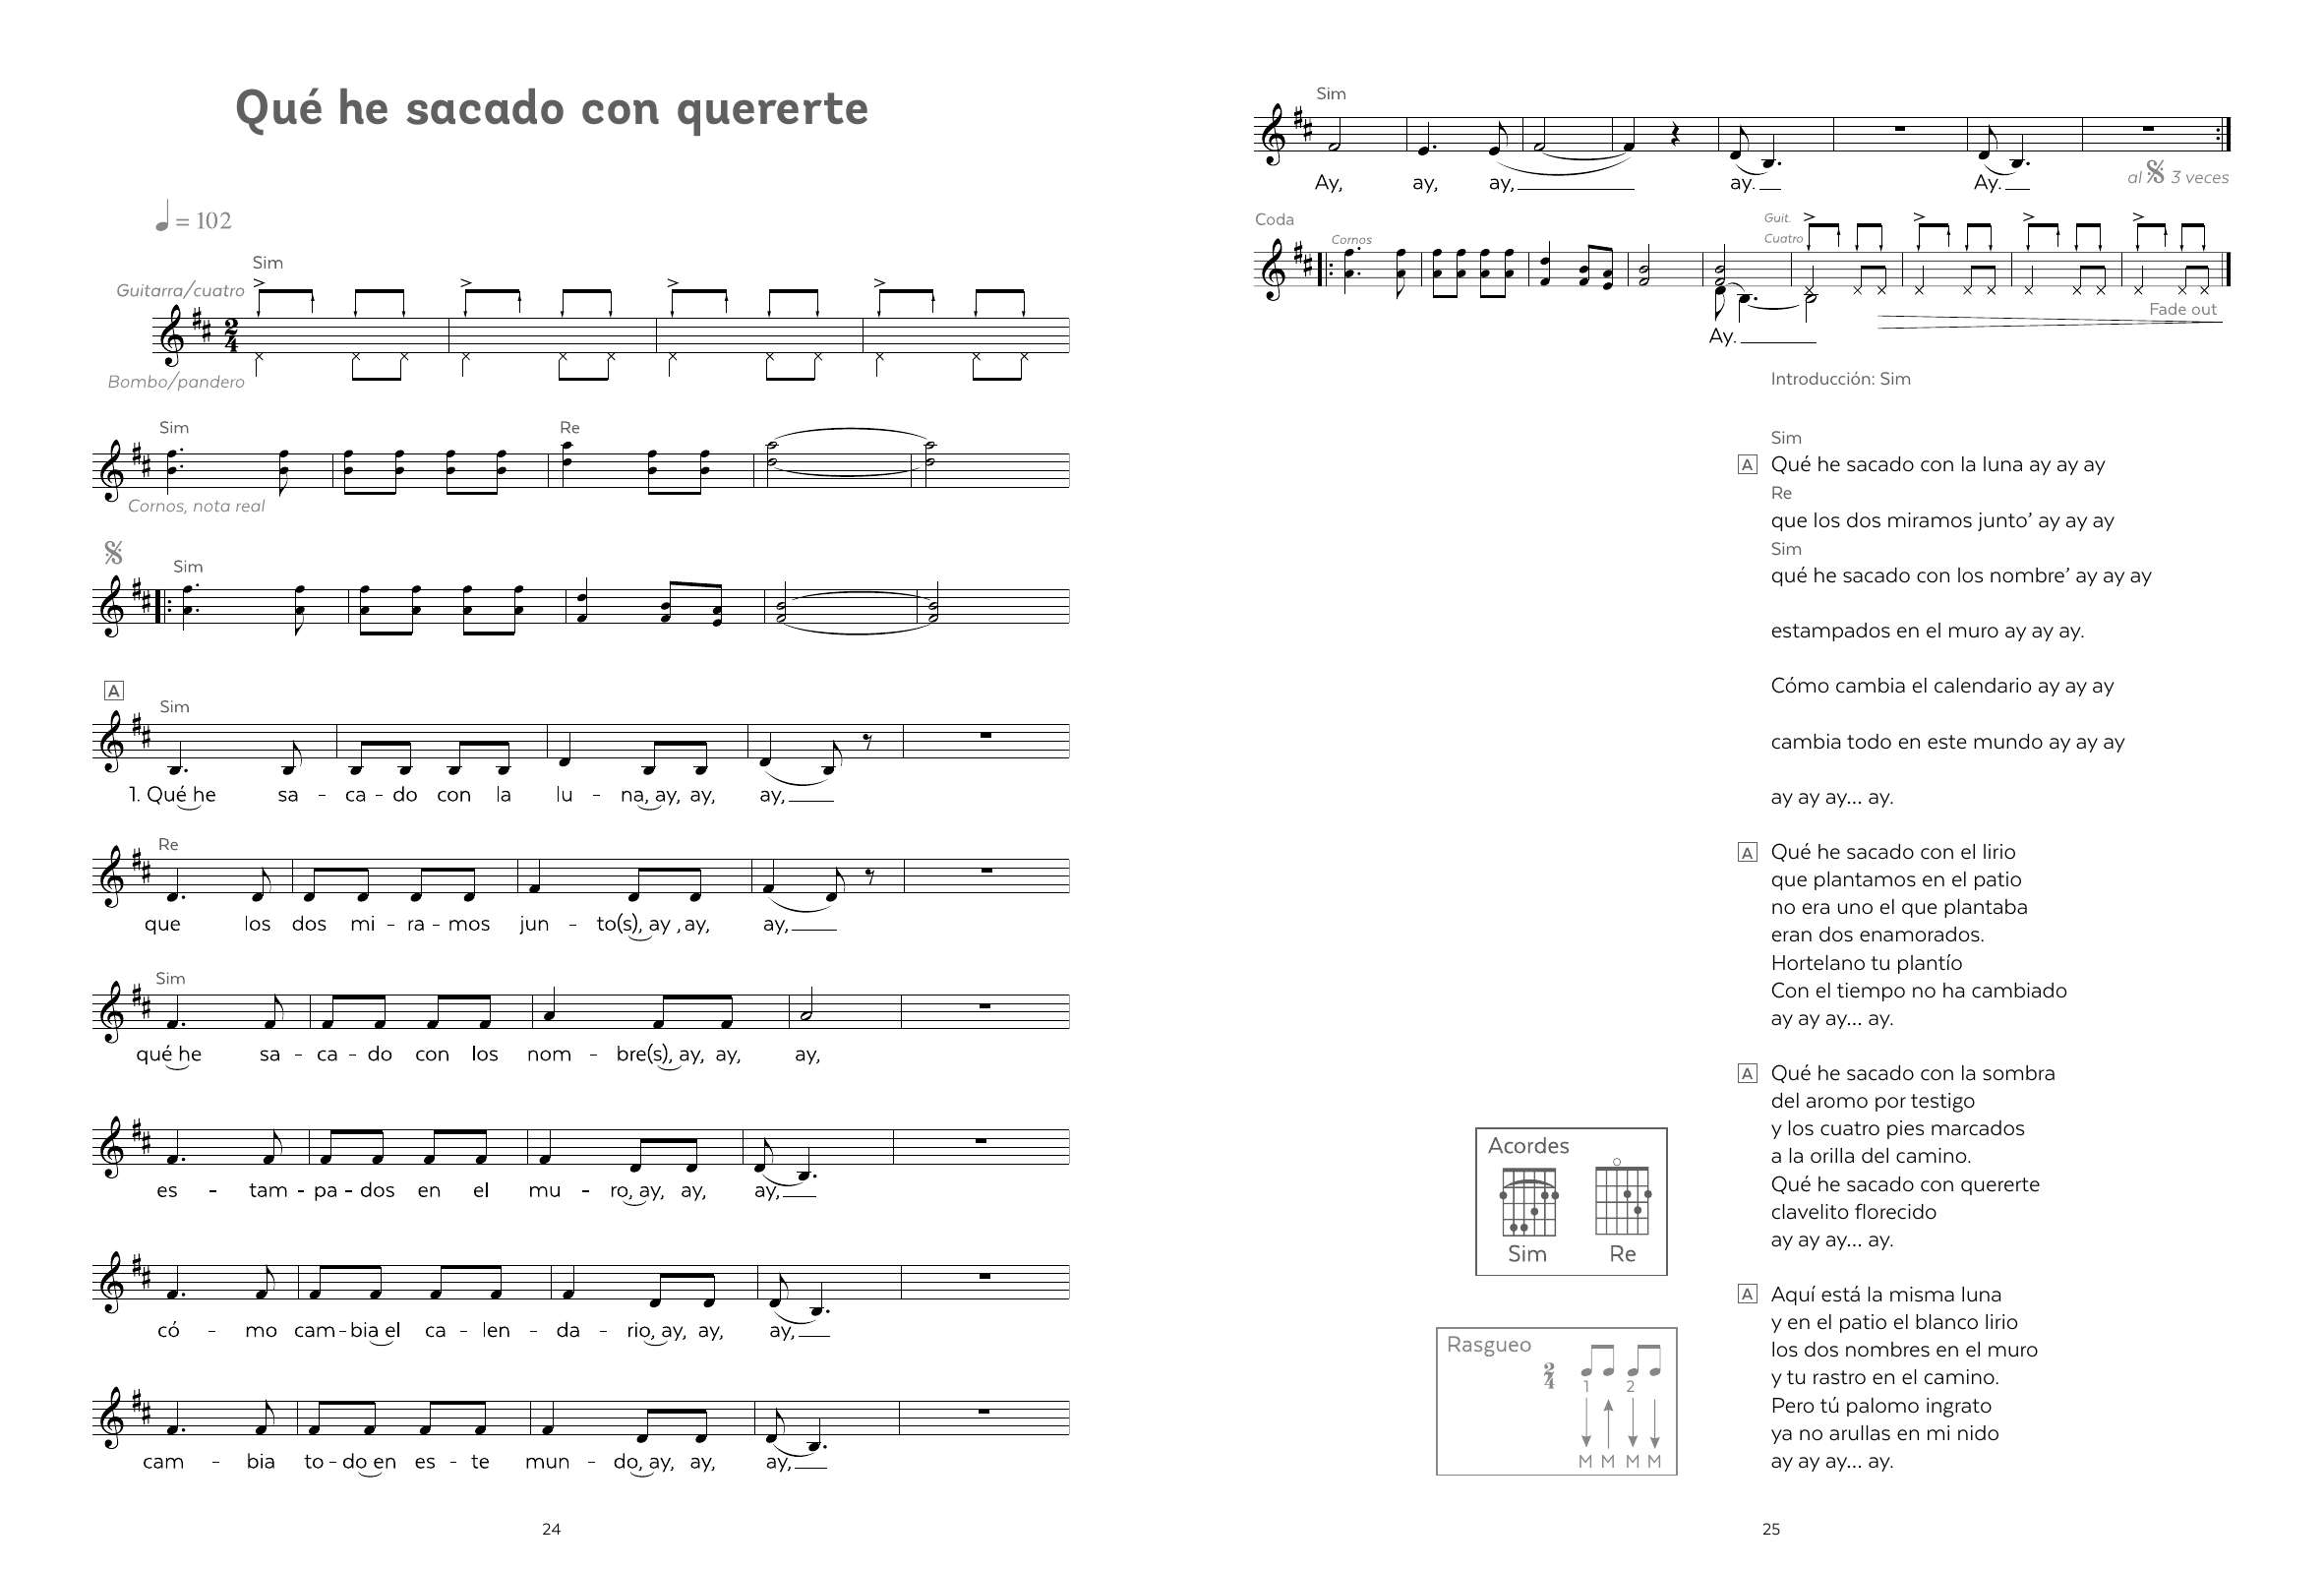 Qué he sacado con quererte
= 102
Sim
Guitarra/cuatro
2
4
Bombo/pandero
Sim Re
Cornos, nota real
Sim
A
Sim
1. Qué he sa - ca - do con la lu - na, ay, ay, ay,
Re
que los dos mi - ra - mos jun - to(s), ay , ay, ay,
Sim
qué he sa - ca - do con los nom - bre(s), ay, ay, ay,
es - tam - pa - dos en el mu - ro, ay, ay, ay,
có - mo cam - bia el ca - len - da - rio, ay, ay, ay,
cam - bia to - do en es - te mun - do, ay, ay, ay,
24
Sim
Ay, ay, ay, ay. Ay.
al 3 veces
Coda
Cornos
Guit.
Cuatro
Fade out
Ay.
Introducción: Sim
Sim
A Qué he sacado con la luna ay ay ay
Re
que los dos miramos junto’ ay ay ay
Sim
qué he sacado con los nombre’ ay ay ay
estampados en el muro ay ay ay.
Cómo cambia el calendario ay ay ay
cambia todo en este mundo ay ay ay
ay ay ay... ay.
A Qué he sacado con el lirio
que plantamos en el patio
no era uno el que plantaba
eran dos enamorados.
Hortelano tu plantío
Con el tiempo no ha cambiado
ay ay ay... ay.
A Qué he sacado con la sombra
del aromo por testigo
y los cuatro pies marcados
a la orilla del camino.
Qué he sacado con quererte
clavelito florecido
ay ay ay... ay.
A Aquí está la misma luna
y en el patio el blanco lirio
los dos nombres en el muro
y tu rastro en el camino.
Pero tú palomo ingrato
ya no arullas en mi nido
ay ay ay... ay.
Acordes
Sim Re
Rasgueo
2
4
1 2
M M M M
25